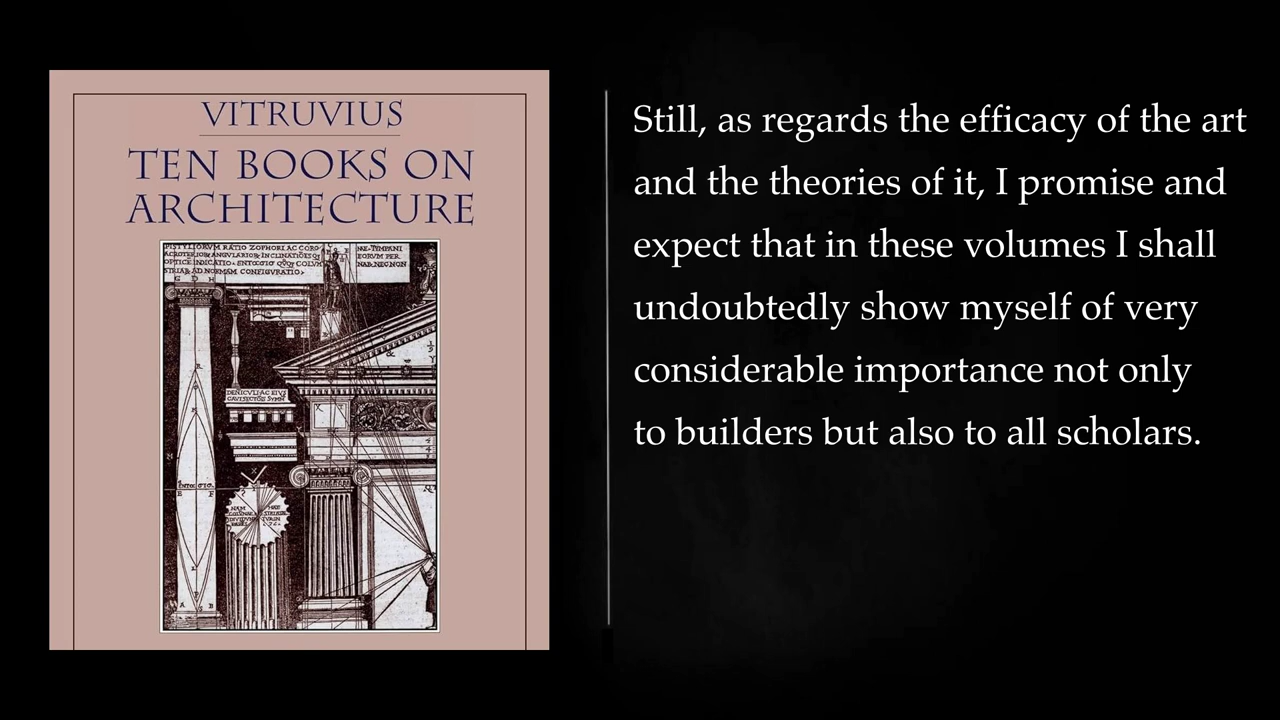 VITRUVIUS
TEN BOOKS ON
ARCHITECTURE
Still, as regards the efficacy of the art
and the theories of it, I promise and
expect that in these volumes I shall
undoubtedly show myself of very
considerable importance not only
to builders but also to all scholars.